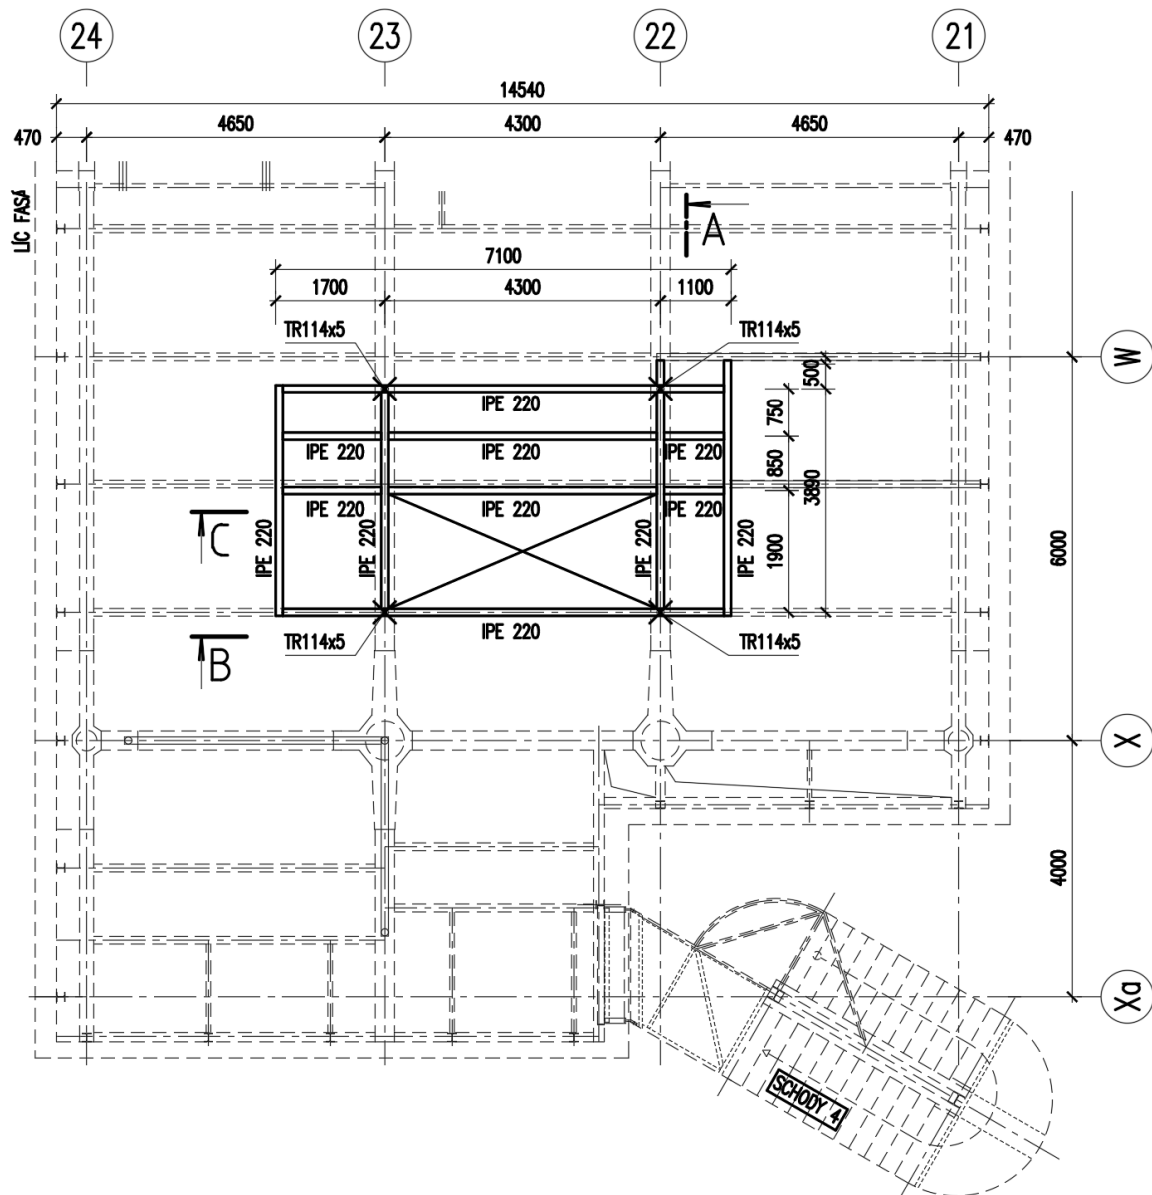 24
23
22
21
14540
4650
4300
4650
470
470
LÍC FASÁ
A
7100
1700
4300
1100
TR114x5
TR114x5
W
500
IPE 220
750
IPE 220
IPE 220
IPE 220
850
3890
IPE 220
IPE 220
IPE 220
C
IPE 220
IPE 220
IPE 220
IPE 220
1900
6000
IPE 220
TR114x5
TR114x5
B
X
4000
Xa
SCHODY 4